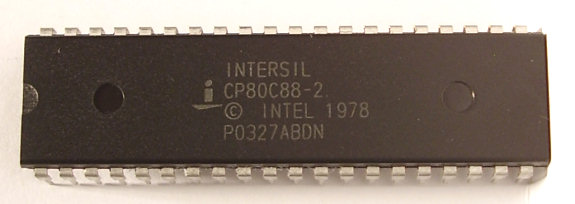 INTERSIL
CP80C88-2
© INTEL 1978
P0327ABDN